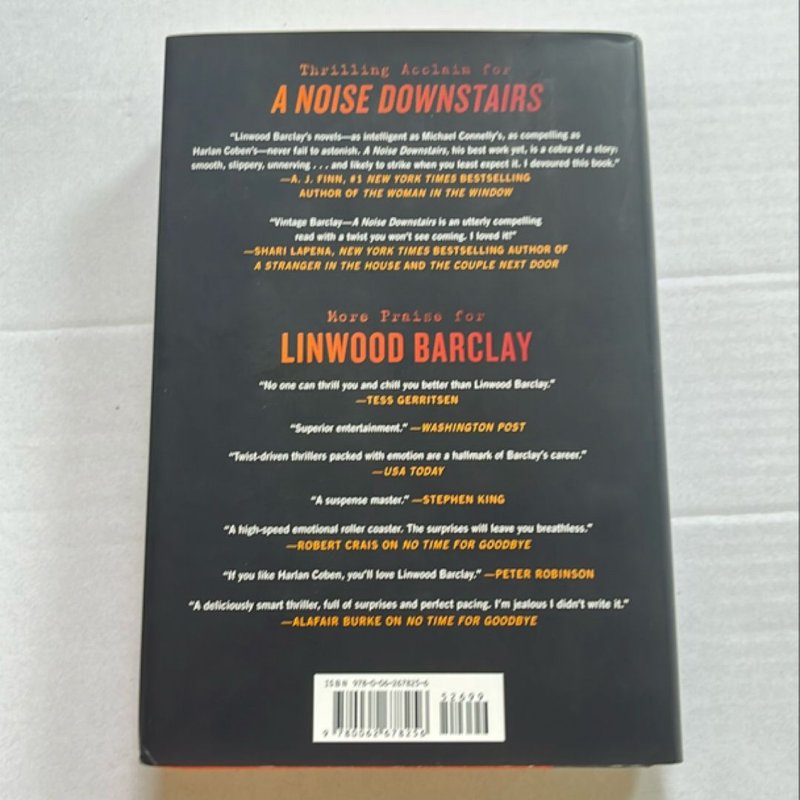 Thrilling Acclaim for
A NOISE DOWNSTAIRS
“Linwood Barclay’s novels—as intelligent as Michael Connelly’s, as compelling as
Harlan Coben’s—never fail to astonish. A Noise Downstairs, his best work yet, is a cobra of a story:
smooth, slippery, unnerving . . . and likely to strike when you least expect it. I devoured this book.”
—A. J. FINN, #1 NEW YORK TIMES BESTSELLING
AUTHOR OF THE WOMAN IN THE WINDOW
“Vintage Barclay—A Noise Downstairs is an utterly compelling
read with a twist you won’t see coming. I loved it!”
—SHARI LAPENA, NEW YORK TIMES BESTSELLING AUTHOR OF
A STRANGER IN THE HOUSE AND THE COUPLE NEXT DOOR
More Praise for
LINWOOD BARCLAY
“No one can thrill you and chill you better than Linwood Barclay.”
—TESS GERRITSEN
“Superior entertainment.” —WASHINGTON POST
“Twist-driven thrillers packed with emotion are a hallmark of Barclay’s career.”
—USA TODAY
“A suspense master.” —STEPHEN KING
“A high-speed emotional roller coaster. The surprises will leave you breathless.”
—ROBERT CRAIS ON NO TIME FOR GOODBYE
“If you like Harlan Coben, you’ll love Linwood Barclay.” —PETER ROBINSON
“A deliciously smart thriller, full of surprises and perfect pacing. I’m jealous I didn’t write it.”
—ALAFAIR BURKE ON NO TIME FOR GOODBYE
ISBN 978-0-06-267825-6
52699
9 780062 678256